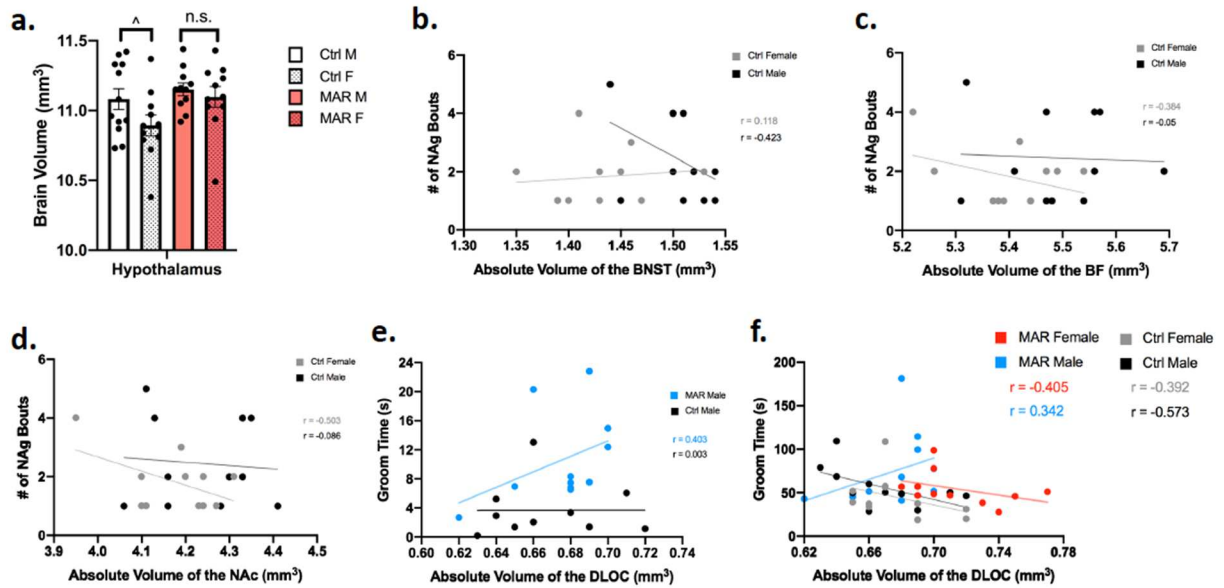 a.
^
n.s.
11.5
11.0
10.5
10.0
Brain Volume (mm³)
Hypothalamus
Ctrl M
Ctrl F
MAR M
MAR F
b.
6
4
2
0
# of NAg Bouts
1.30 1.35 1.40 1.45 1.50 1.55
Absolute Volume of the BNST (mm³)
Ctrl Female
Ctrl Male
r = 0.118
r = -0.423
c.
6
4
2
0
# of NAg Bouts
5.2 5.3 5.4 5.5 5.6 5.7
Absolute Volume of the BF (mm³)
Ctrl Female
Ctrl Male
r = -0.384
r = -0.05
d.
6
4
2
0
# of NAg Bouts
3.9 4.0 4.1 4.2 4.3 4.4 4.5
Absolute Volume of the NAc (mm³)
Ctrl Female
Ctrl Male
r = -0.503
r = -0.086
e.
24
20
16
12
8
4
0
Groom Time (s)
0.60 0.62 0.64 0.66 0.68 0.70 0.72 0.74
Absolute Volume of the DLOC (mm³)
MAR Male
Ctrl Male
r = 0.403
r = 0.003
f.
MAR Female Ctrl Female
MAR Male Ctrl Male
r = -0.405 r = -0.392
r = 0.342 r = -0.573
200
150
100
50
0
Groom Time (s)
0.62 0.66 0.70 0.74 0.78
Absolute Volume of the DLOC (mm³)